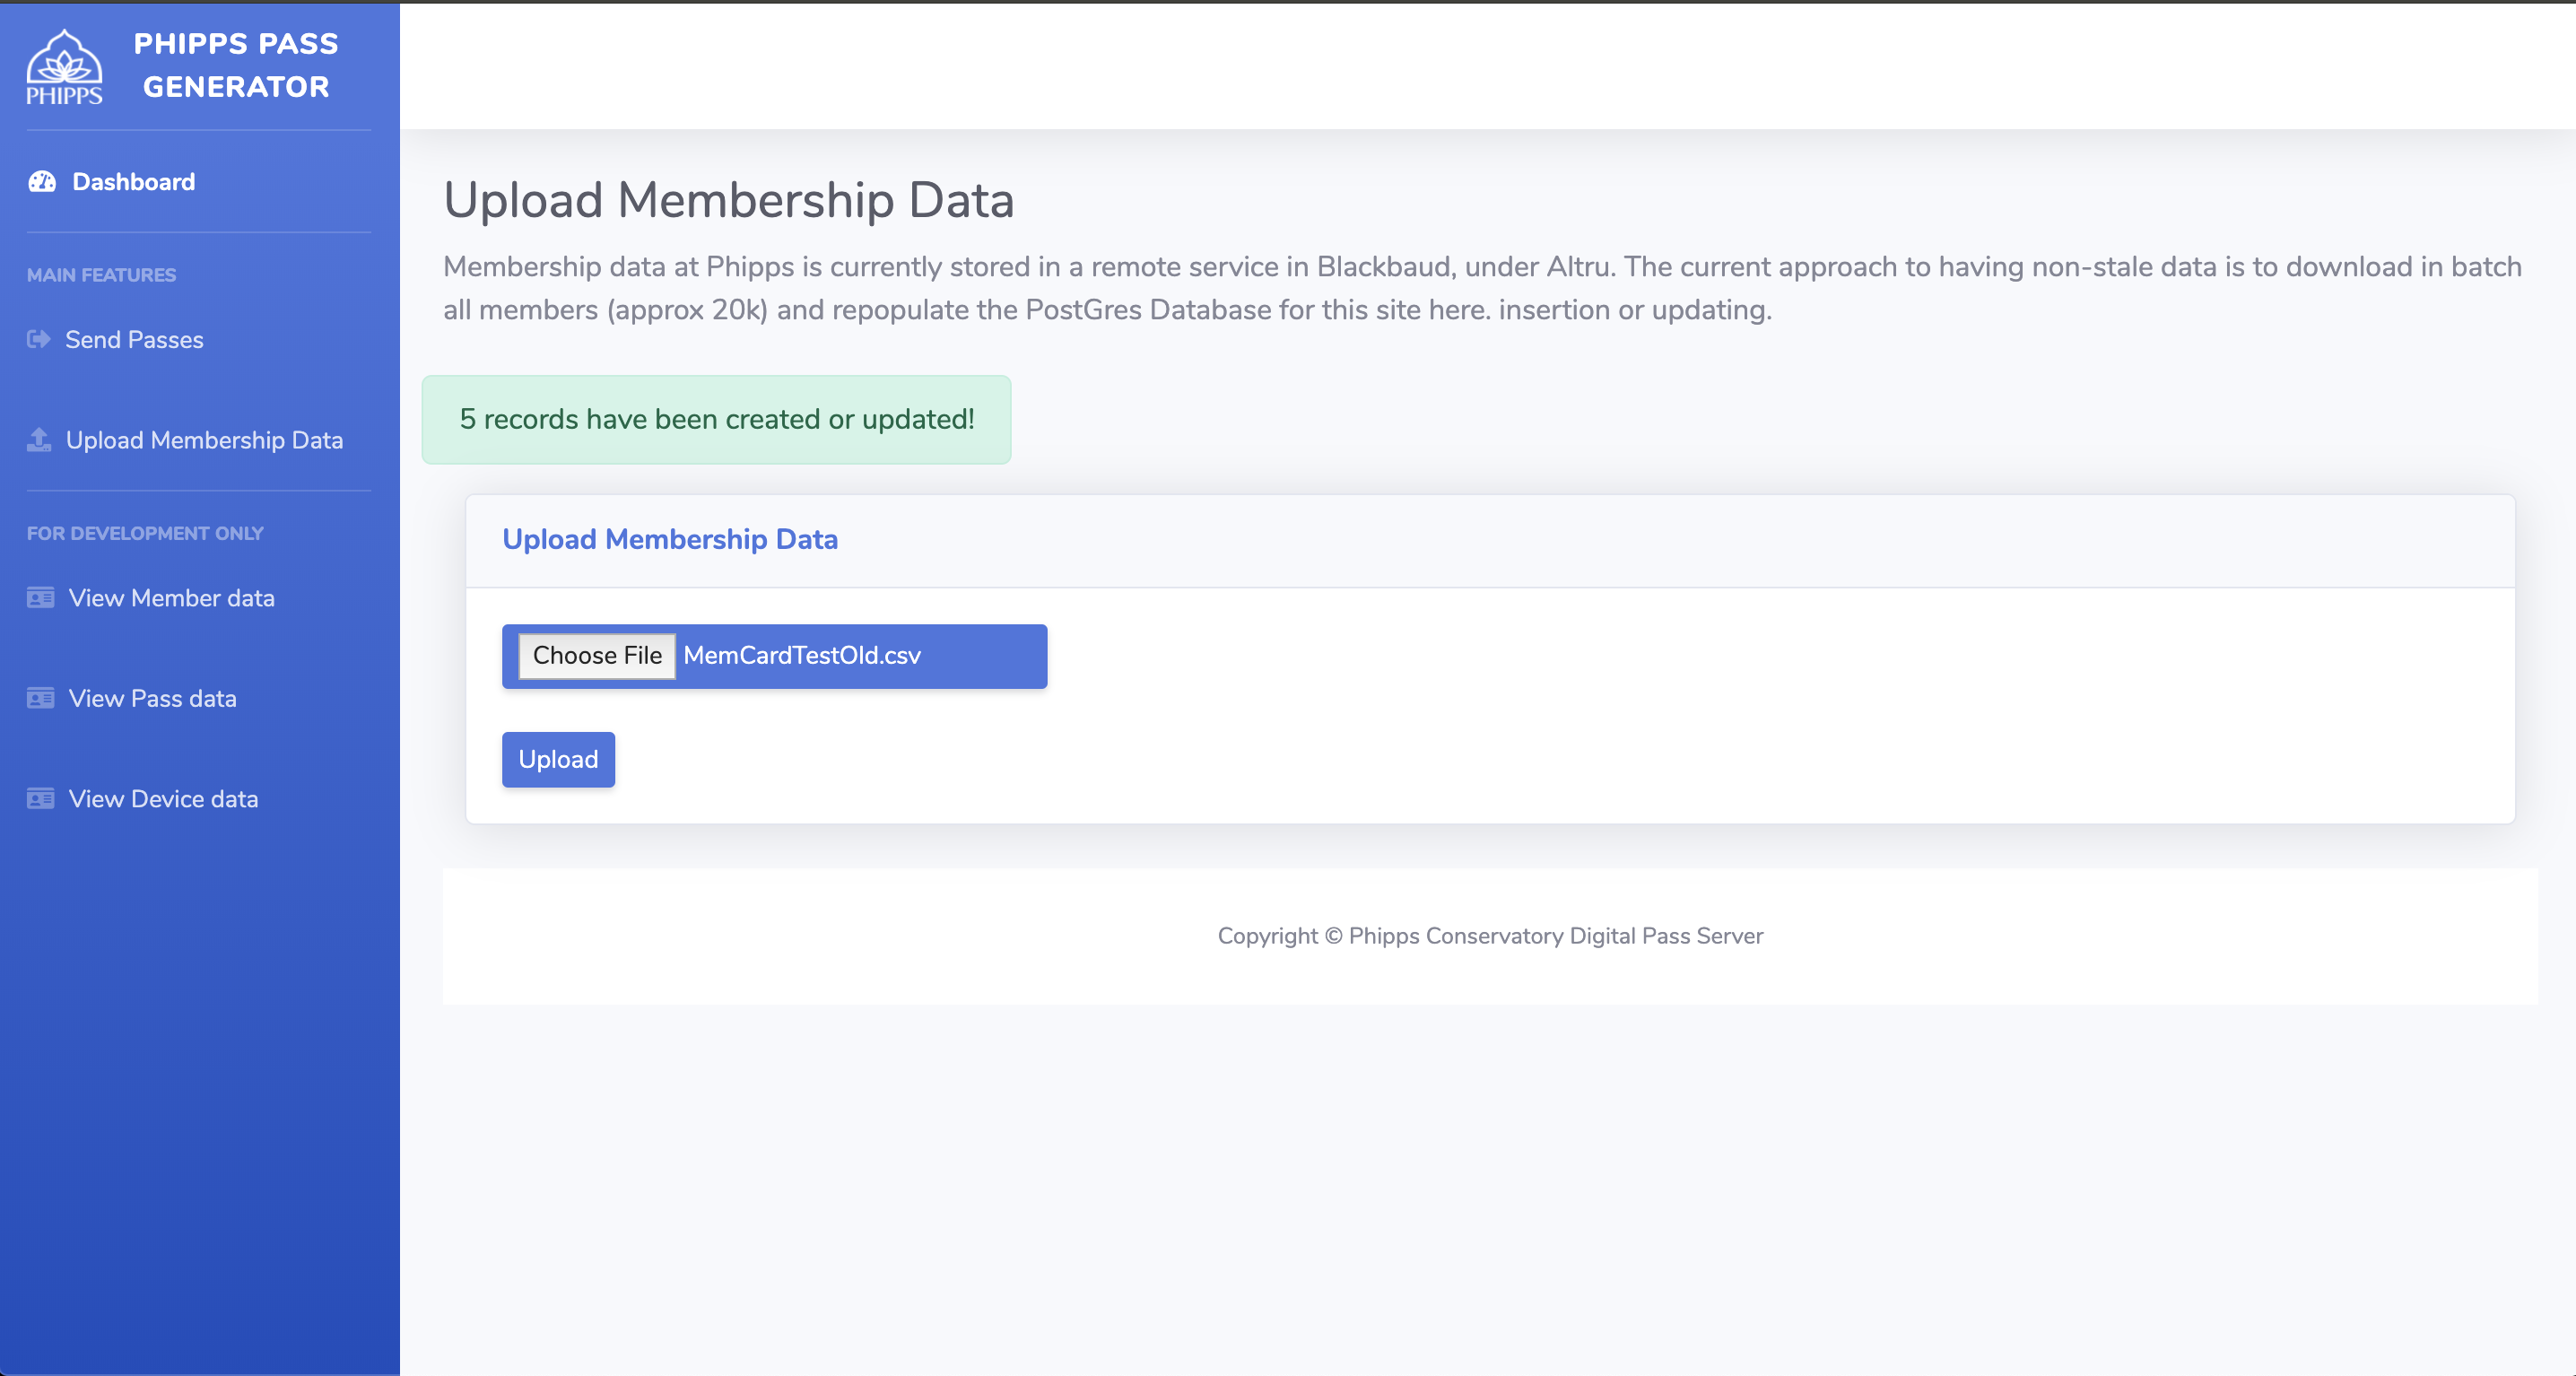 PHIPPS
PHIPPS PASS
GENERATOR
Dashboard
MAIN FEATURES
Send Passes
Upload Membership Data
FOR DEVELOPMENT ONLY
View Member data
View Pass data
View Device data
Upload Membership Data
Membership data at Phipps is currently stored in a remote service in Blackbaud, under Altru. The current approach to having non-stale data is to download in batch
all members (approx 20k) and repopulate the PostGres Database for this site here. insertion or updating.
5 records have been created or updated!
Upload Membership Data
Choose File MemCardTestOld.csv
Upload
Copyright © Phipps Conservatory Digital Pass Server